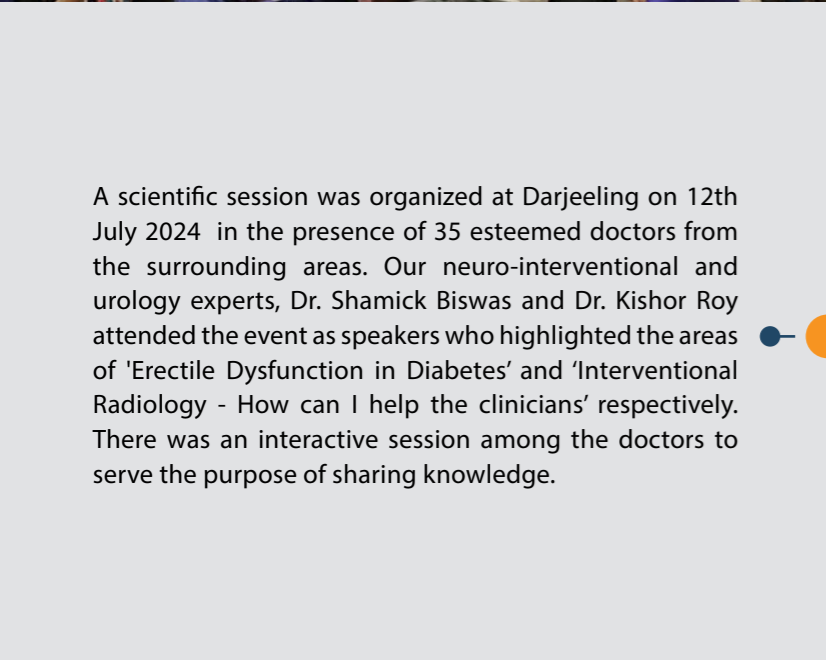 A scientific session was organized at Darjeeling on 12th
July 2024  in the presence of 35 esteemed doctors from
the surrounding areas. Our neuro-interventional and
urology experts, Dr. Shamick Biswas and Dr. Kishor Roy
attended the event as speakers who highlighted the areas
of 'Erectile Dysfunction in Diabetes’ and ‘Interventional
Radiology - How can I help the clinicians’ respectively.
There was an interactive session among the doctors to
serve the purpose of sharing knowledge.